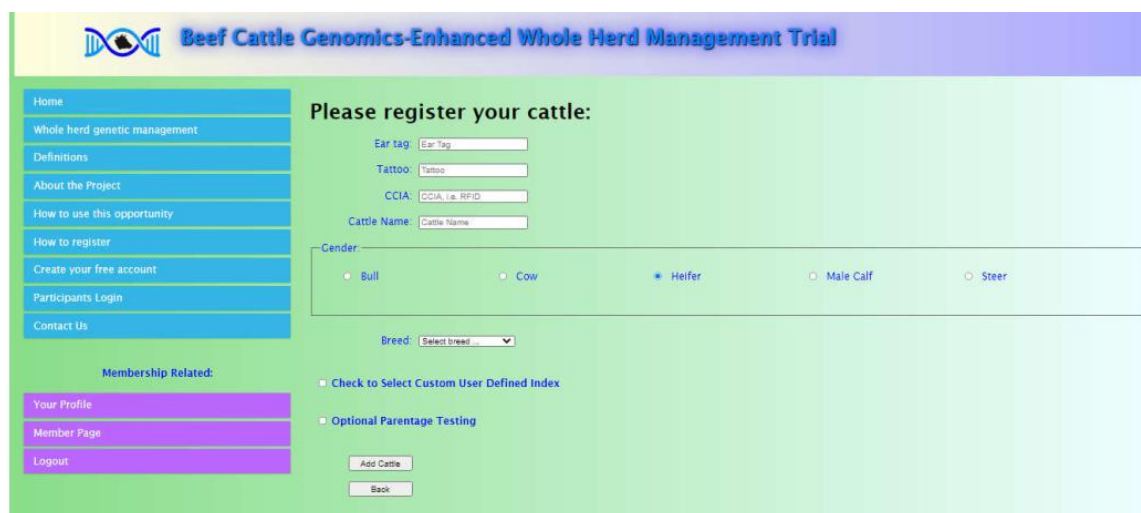 Beef Cattle Genomics-Enhanced Whole Herd Management Trial
Home
Whole herd genetic management
Definitions
About the Project
How to use this opportunity
How to register
Create your free account
Participants Login
Contact Us
Membership Related:
Your Profile
Member Page
Logout
Please register your cattle:
Ear tag: Ear Tag
Tattoo: Tattoo
CCIA: CCIA, i.e. RFID
Cattle Name: Cattle Name
Gender:
Bull Cow Heifer Male Calf Steer
Breed: Select breed ...
Check to Select Custom User Defined Index
Optional Parentage Testing
Add Cattle
Back